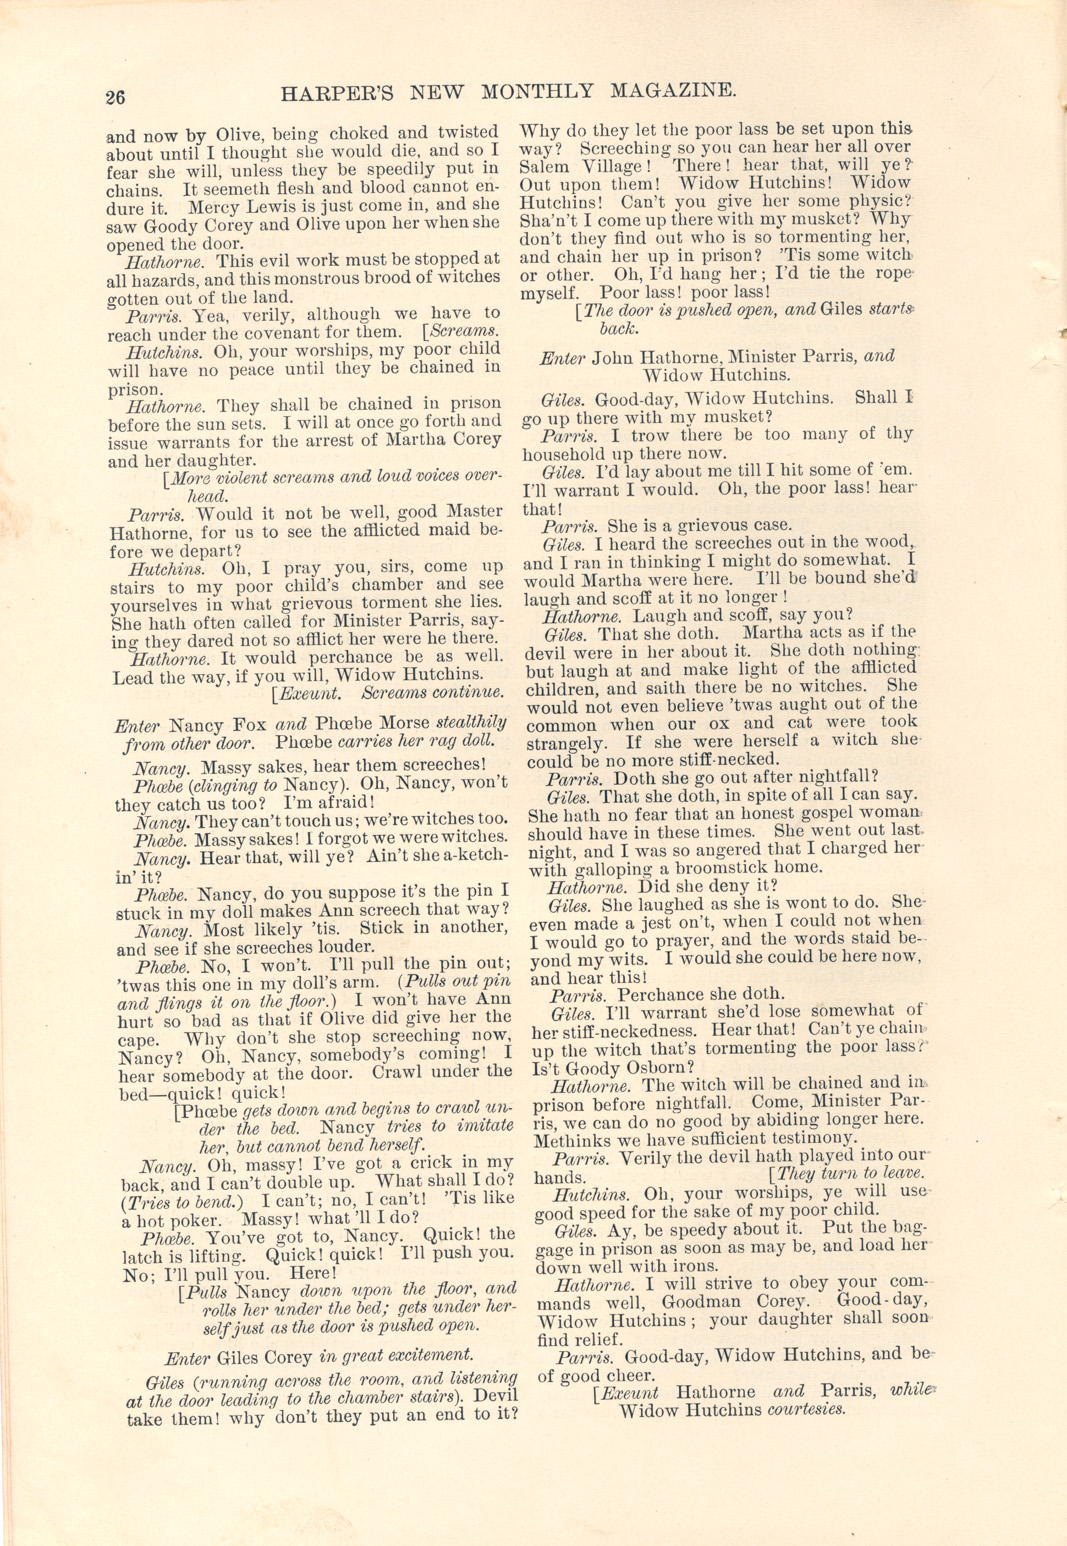 26
HARPER'S NEW MONTHLY MAGAZINE.
and now by Olive, being choked and twisted
about until I thought she would die, and so I
fear she will, unless they be speedily put in
chains. It seemeth flesh and blood cannot en-
dure it. Mercy Lewis is just come in, and she
saw Goody Corey and Olive upon her when she
opened the door.
Hathorne. This evil work must be stopped at
all hazards, and this monstrous brood of witches
gotten out of the land.
Parris. Yea, verily, although we have to
reach under the covenant for them. [Screams.
Hutchins. Oh, your worships, my poor child
will have no peace until they be chained in
prison.
Hathorne. They shall be chained in prison
before the sun sets. I will at once go forth and
issue warrants for the arrest of Martha Corey
and her daughter.
[More violent screams and loud voices over-
head.
Parris. Would it not be well, good Master
Hathorne, for us to see the afflicted maid be-
fore we depart?
Hutchins. Oh, I pray you, sirs, come up
stairs to my poor child's chamber and see
yourselves in what grievous torment she lies.
She hath often called for Minister Parris, say-
ing they dared not so afflict her were he there.
Hathorne. It would perchance be as well.
Lead the way, if you will, Widow Hutchins.
[Exeunt. Screams continue.
Enter Nancy Fox and Phœbe Morse stealthily
from other door. Phœbe carries her rag doll.
Nancy. Massy sakes, hear them screeches!
Phœbe (clinging to Nancy). Oh, Nancy, won't
they catch us too? I'm afraid!
Nancy. They can't touch us; we're witches too.
Phœbe. Massy sakes! I forgot we were witches.
Nancy. Hear that, will ye? Ain't she a-ketch-
in' it?
Phœbe. Nancy, do you suppose it's the pin I
stuck in my doll makes Ann screech that way?
Nancy. Most likely 'tis. Stick in another,
and see if she screeches louder.
Phœbe. No, I won't. I'll pull the pin out;
'twas this one in my doll's arm. (Pulls out pin
and flings it on the floor.) I won't have Ann
hurt so bad as that if Olive did give her the
cape. Why don't she stop screeching now,
Nancy? Oh, Nancy, somebody's coming! I
hear somebody at the door. Crawl under the
bed—quick! quick!
[Phœbe gets down and begins to crawl un-
der the bed. Nancy tries to imitate
her, but cannot bend herself.
Nancy. Oh, massy! I've got a crick in my
back, and I can't double up. What shall I do?
(Tries to bend.) I can't; no, I can't! 'Tis like
a hot poker. Massy! what 'll I do?
Phœbe. You've got to, Nancy. Quick! the
latch is lifting. Quick! quick! I'll push you.
No; I'll pull you. Here!
[Pulls Nancy down upon the floor, and
rolls her under the bed; gets under her-
self just as the door is pushed open.
Enter Giles Corey in great excitement.
Giles (running across the room, and listening
at the door leading to the chamber stairs). Devil
take them! why don't they put an end to it?
Why do they let the poor lass be set upon this
way? Screeching so you can hear her all over
Salem Village! There! hear that, will ye?
Out upon them! Widow Hutchins! Widow
Hutchins! Can't you give her some physic?
Sha'n't I come up there with my musket? Why
don't they find out who is so tormenting her,
and chain her up in prison? 'Tis some witch
or other. Oh, I'd hang her; I'd tie the rope
myself. Poor lass! poor lass!
[The door is pushed open, and Giles starts
back.
Enter John Hathorne, Minister Parris, and
Widow Hutchins.
Giles. Good-day, Widow Hutchins. Shall I
go up there with my musket?
Parris. I trow there be too many of thy
household up there now.
Giles. I'd lay about me till I hit some of 'em.
I'll warrant I would. Oh, the poor lass! hear
that!
Parris. She is a grievous case.
Giles. I heard the screeches out in the wood,
and I ran in thinking I might do somewhat. I
would Martha were here. I'll be bound she'd
laugh and scoff at it no longer!
Hathorne. Laugh and scoff, say you?
Giles. That she doth. Martha acts as if the
devil were in her about it. She doth nothing
but laugh at and make light of the afflicted
children, and saith there be no witches. She
would not even believe 'twas aught out of the
common when our ox and cat were took
strangely. If she were herself a witch she
could be no more stiff-necked.
Parris. Doth she go out after nightfall?
Giles. That she doth, in spite of all I can say.
She hath no fear that an honest gospel woman
should have in these times. She went out last
night, and I was so angered that I charged her
with galloping a broomstick home.
Hathorne. Did she deny it?
Giles. She laughed as she is wont to do. She
even made a jest on't, when I could not when
I would go to prayer, and the words staid be-
yond my wits. I would she could be here now,
and hear this!
Parris. Perchance she doth.
Giles. I'll warrant she'd lose somewhat of
her stiff-neckedness. Hear that! Can't ye chain
up the witch that's tormenting the poor lass?
Is't Goody Osborn?
Hathorne. The witch will be chained and in
prison before nightfall. Come, Minister Par-
ris, we can do no good by abiding longer here.
Methinks we have sufficient testimony.
Parris. Verily the devil hath played into our
hands. [They turn to leave.
Hutchins. Oh, your worships, ye will use
good speed for the sake of my poor child.
Giles. Ay, be speedy about it. Put the bag-
gage in prison as soon as may be, and load her
down well with irons.
Hathorne. I will strive to obey your com-
mands well, Goodman Corey. Good-day,
Widow Hutchins; your daughter shall soon
find relief.
Parris. Good-day, Widow Hutchins, and be
of good cheer.
[Exeunt Hathorne and Parris, while
Widow Hutchins courtesies.